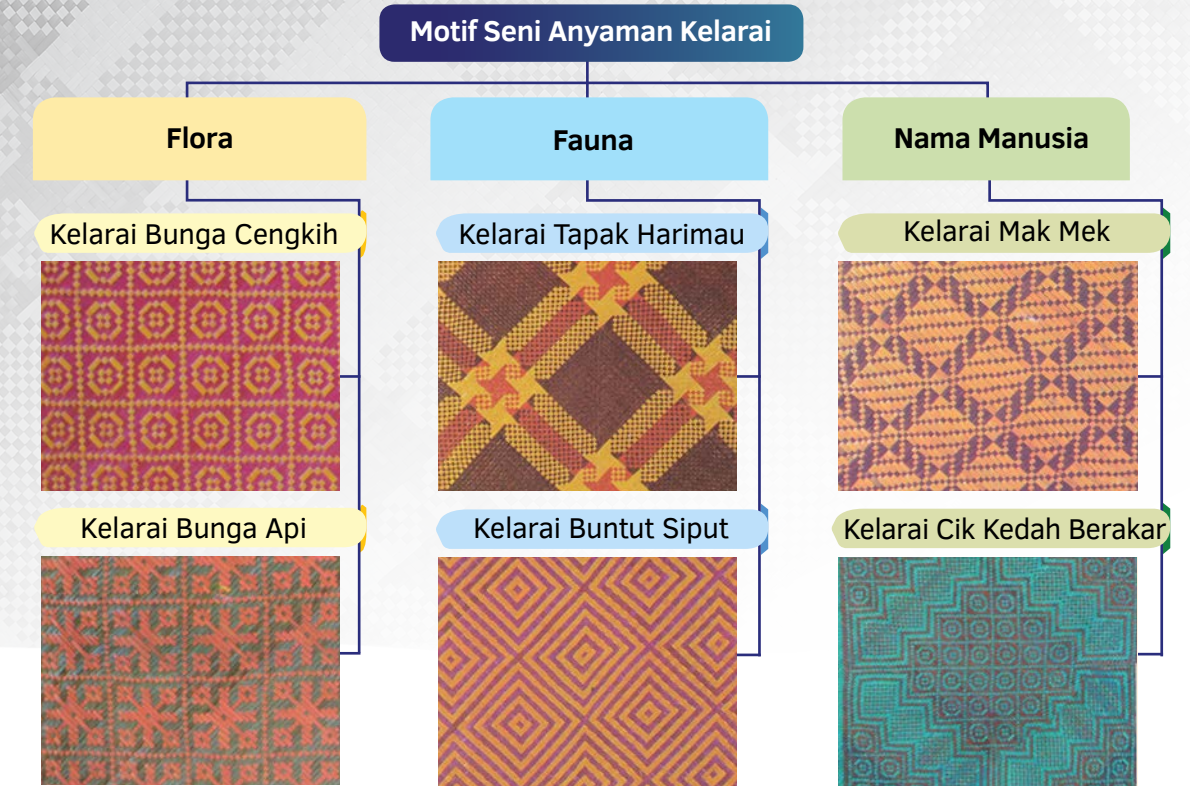 Motif Seni Anyaman Kelarai
Flora
Fauna
Nama Manusia
Kelarai Bunga Cengkih
Kelarai Tapak Harimau
Kelarai Mak Mek
Kelarai Bunga Api
Kelarai Buntut Siput
Kelarai Cik Kedah Berakar